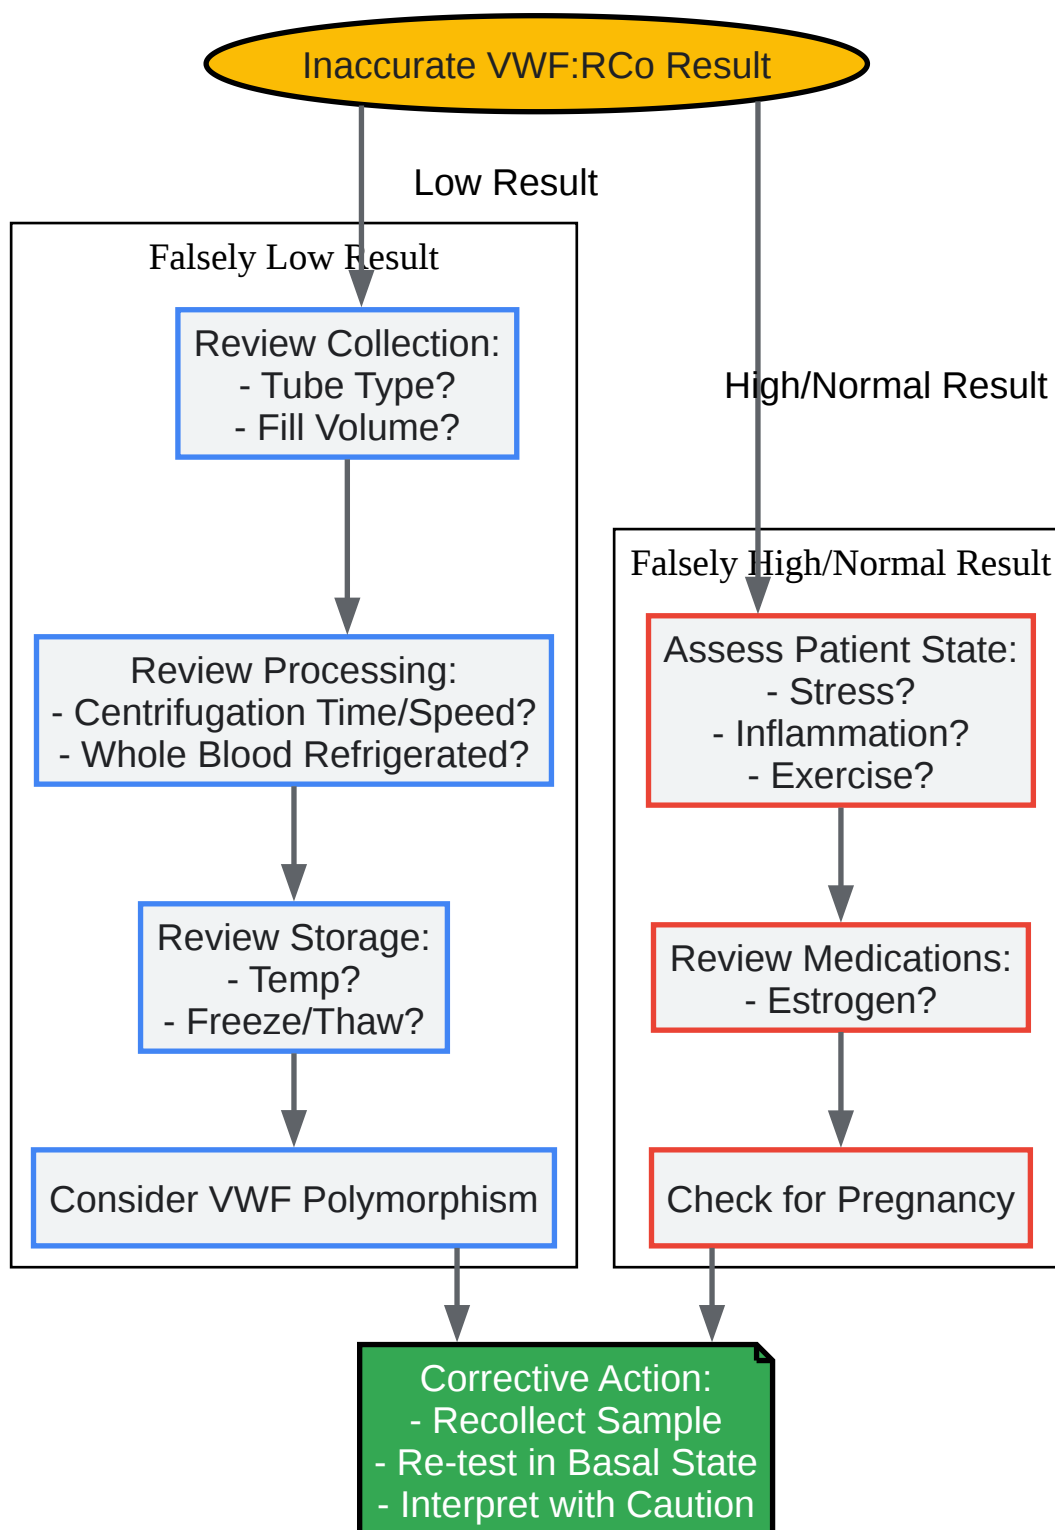 Inaccurate VWF:RCo Result
Low Result
Falsely Low Result
Review Collection:
- Tube Type?
- Fill Volume?
Review Processing:
- Centrifugation Time/Speed?
- Whole Blood Refrigerated?
Review Storage:
- Temp?
- Freeze/Thaw?
Consider VWF Polymorphism
High/Normal Result
Falsely High/Normal Result
Assess Patient State:
- Stress?
- Inflammation?
- Exercise?
Review Medications:
- Estrogen?
Check for Pregnancy
Corrective Action:
- Recollect Sample
- Re-test in Basal State
- Interpret with Caution